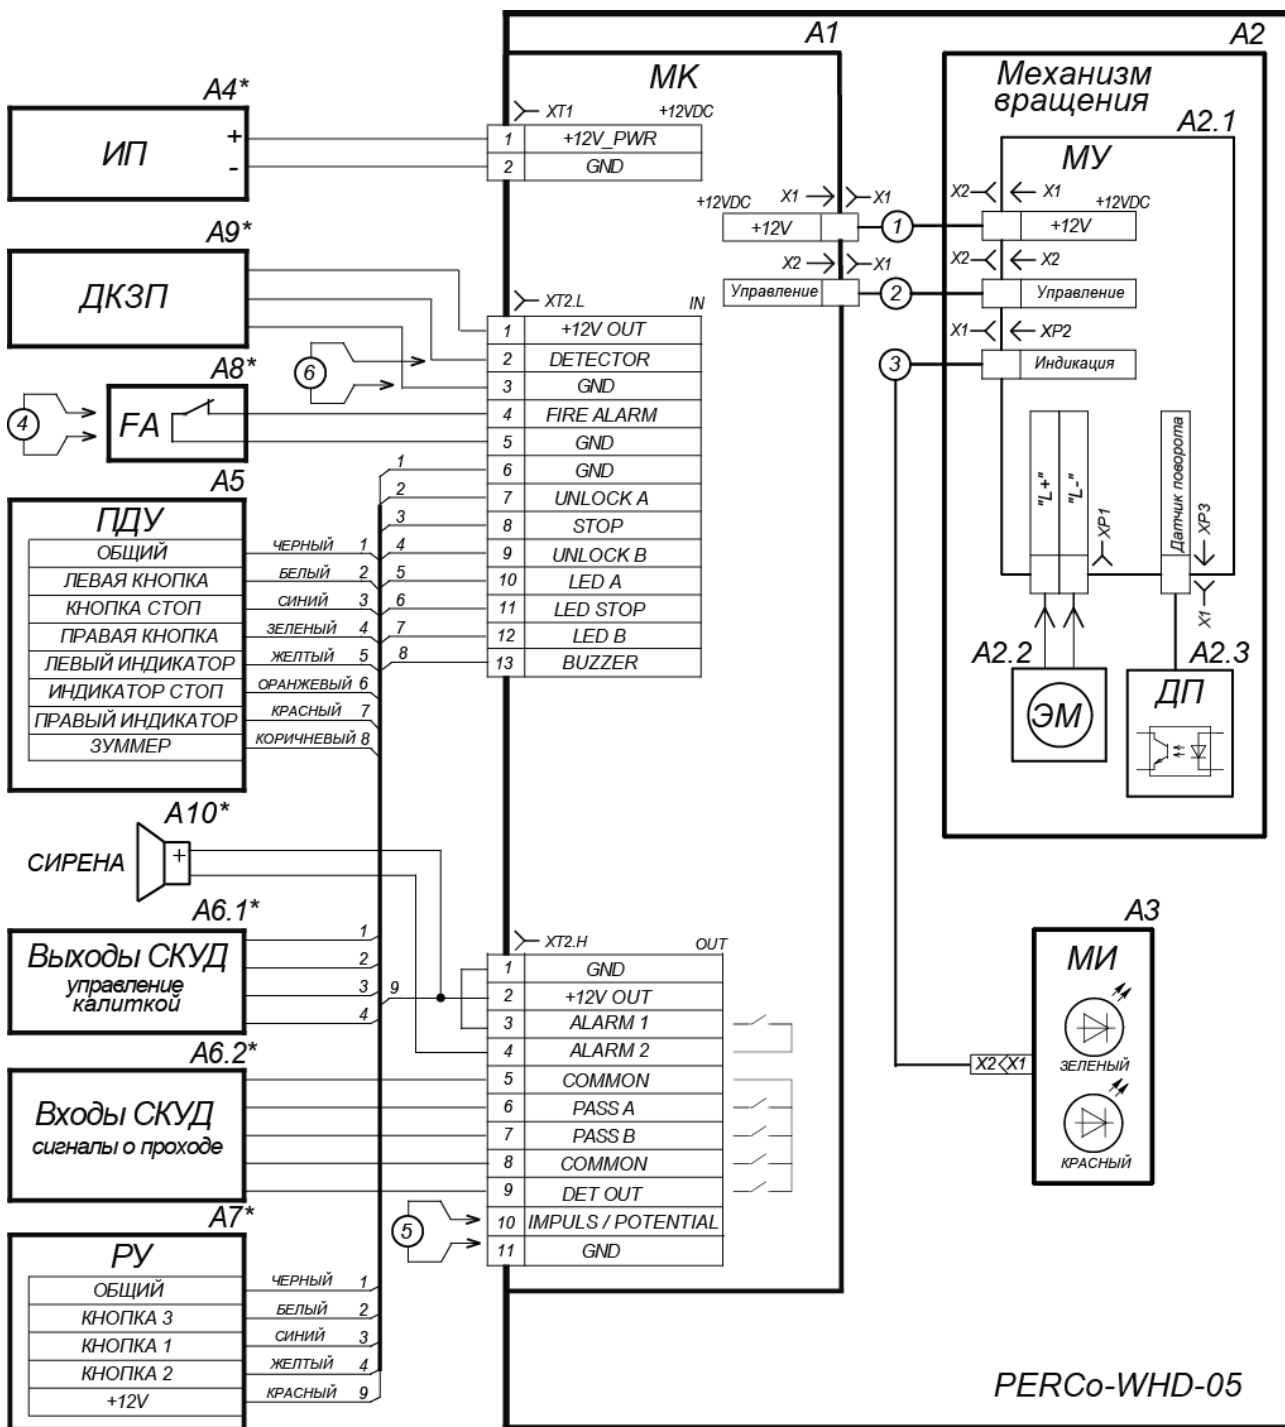 A4*
ИП
+
-
A9*
ДКЗП
A8*
FA
4
6
A5
ПДУ
ОБЩИЙ ЧЕРНЫЙ 1
ЛЕВАЯ КНОПКА БЕЛЫЙ 2
КНОПКА СТОП СИНИЙ 3
ПРАВАЯ КНОПКА ЗЕЛЕНЫЙ 4
ЛЕВЫЙ ИНДИКАТОР ЖЕЛТЫЙ 5
ИНДИКАТОР СТОП ОРАНЖЕВЫЙ 6
ПРАВЫЙ ИНДИКАТОР КРАСНЫЙ 7
ЗУММЕР КОРИЧНЕВЫЙ 8
A10*
СИРЕНА
+
A6.1*
Выходы СКУД
управление
калиткой
1
2
3
4
A6.2*
Входы СКУД
сигналы о проходе
A7*
РУ
ОБЩИЙ ЧЕРНЫЙ 1
КНОПКА 3 БЕЛЫЙ 2
КНОПКА 1 СИНИЙ 3
КНОПКА 2 ЖЕЛТЫЙ 4
+12V КРАСНЫЙ 9
A1
МК
XT1 +12VDC
1 +12V_PWR
2 GND
XT2.L IN
1 +12V OUT
2 DETECTOR
3 GND
4 FIRE ALARM
5 GND
1 6 GND
2 7 UNLOCK A
3 8 STOP
4 9 UNLOCK B
5 10 LED A
6 11 LED STOP
7 12 LED B
8 13 BUZZER
XT2.H OUT
1 GND
9 2 +12V OUT
3 ALARM 1
4 ALARM 2
5 COMMON
6 PASS A
7 PASS B
8 COMMON
9 DET OUT
5
10 IMPULS / POTENTIAL
11 GND
+12VDC X1 X1
+12V
1
X2 X1
Управление
2
3
A2
Механизм
вращения
A2.1
МУ
X2 X1 +12VDC
+12V
X2 X2
Управление
X1 XP2
Индикация
"L+"
"L-"
XP1
Датчик поворота
XP3
X1
A2.2
ЭМ
A2.3
ДП
A3
МИ
X2 X1
ЗЕЛЕНЫЙ
КРАСНЫЙ
PERCo-WHD-05